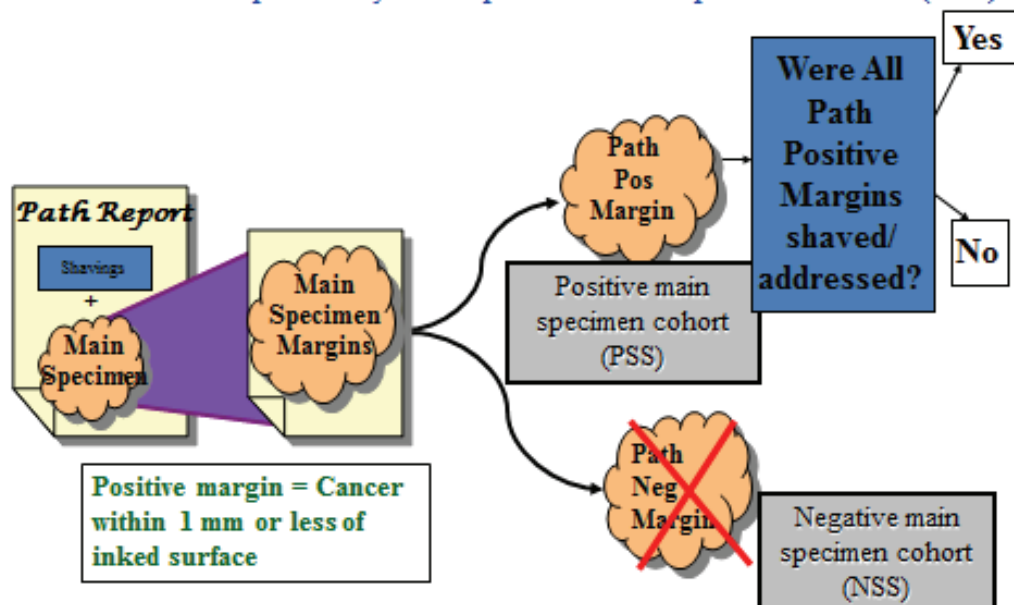 Yes
Were All
Path
Positive
Margins
shaved/
addressed?
No
Path
Pos
Margin
Positive main
specimen cohort
(PSS)
Path Report
Shavings
+
Main
Specimen
Main
Specimen
Margins
Positive margin = Cancer
within 1 mm or less of
inked surface
Path
Neg
Margin
Negative main
specimen cohort
(NSS)